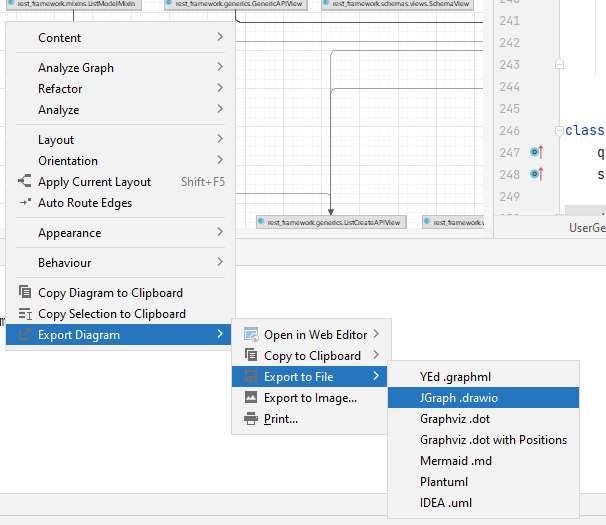 rest_framework.mixins.ListModelMixin
rest_framework.generics.GenericAPIView
rest_framework.schemas.views.SchemaView
241
242
243
244
245
246 class
247 q
248 s
249
Content
Analyze Graph
Refactor
Analyze
Layout
Orientation
Apply Current Layout Shift+F5
Auto Route Edges
Appearance
Behaviour
Copy Diagram to Clipboard
Copy Selection to Clipboard
Export Diagram
rest_framework.generics.ListCreateAPIView
UserGe
Open in Web Editor
Copy to Clipboard
Export to File
Export to Image...
Print...
YEd .graphml
JGraph .drawio
Graphviz .dot
Graphviz .dot with Positions
Mermaid .md
Plantuml
IDEA .uml